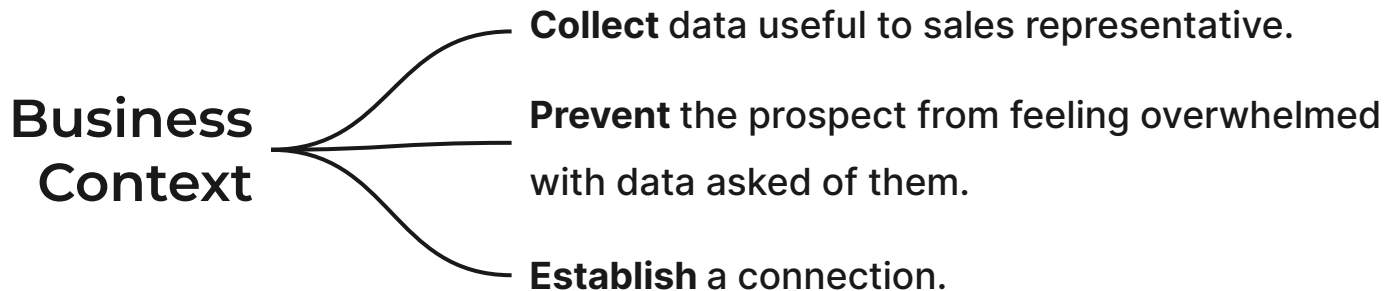 Business
Context
Collect data useful to sales representative.
Prevent the prospect from feeling overwhelmed
with data asked of them.
Establish a connection.